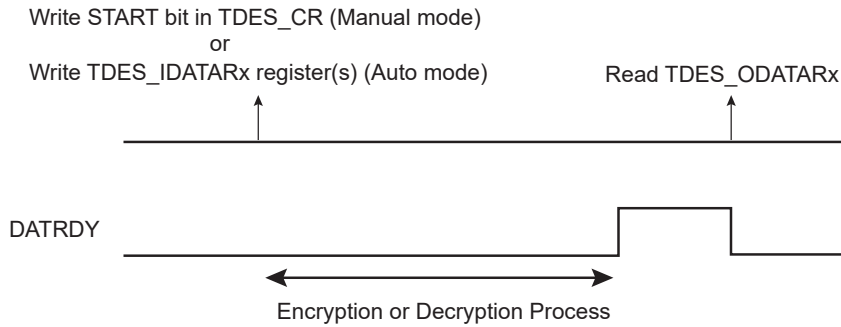 Write START bit in TDES_CR (Manual mode)
or
Write TDES_IDATARx register(s) (Auto mode)
Read TDES_ODATARx
DATRDY
Encryption or Decryption Process